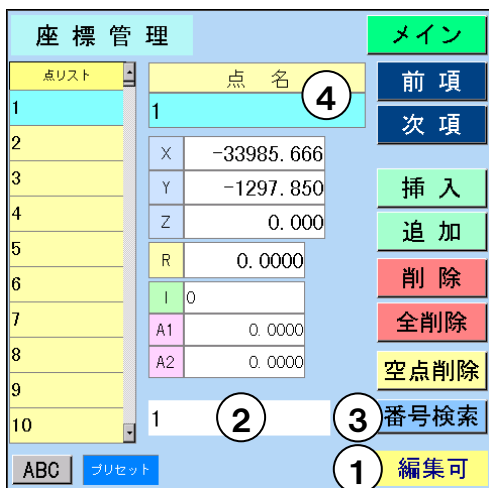 座標管理
メイン
点リスト
1
2
3
4
5
6
7
8
9
10
点名
④
1
X -33985.666
Y -1297.850
Z 0.000
R 0.0000
I 0
A1 0.0000
A2 0.0000
1 ②
前項
次項
挿入
追加
削除
全削除
空点削除
③ 番号検索
ABC
プリセット
① 編集可